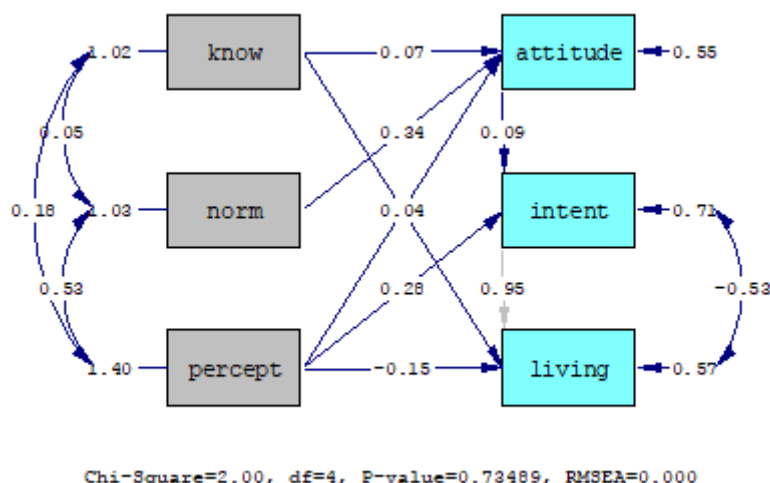 1.02 know 0.07 attitude 0.55
0.05 0.34 0.09
0.18 1.03 norm 0.04 intent 0.71
0.53 0.28 0.95 -0.53
1.40 percept -0.15 living 0.57
Chi-Square=2.00, df=4, P-value=0.73489, RMSEA=0.000